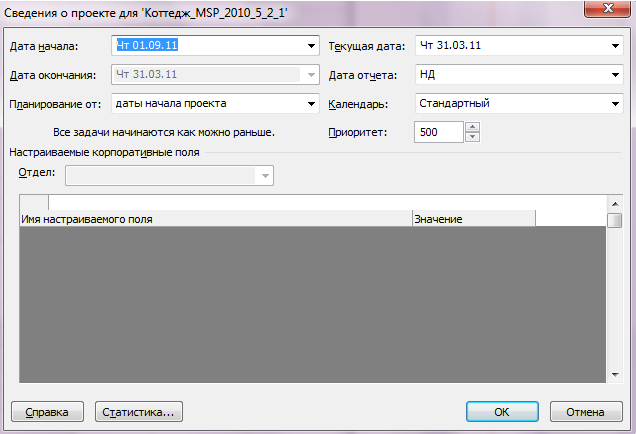 Сведения о проекте для 'Коттедж_MSP_2010_5_2_1'
Дата начала: Чт 01.09.11 Текущая дата: Чт 31.03.11
Дата окончания: Чт 31.03.11 Дата отчета: НД
Планирование от: даты начала проекта Календарь: Стандартный
Все задачи начинаются как можно раньше. Приоритет: 500
Настраиваемые корпоративные поля
Отдел:
Имя настраиваемого поля Значение
Справка Статистика... ОК Отмена